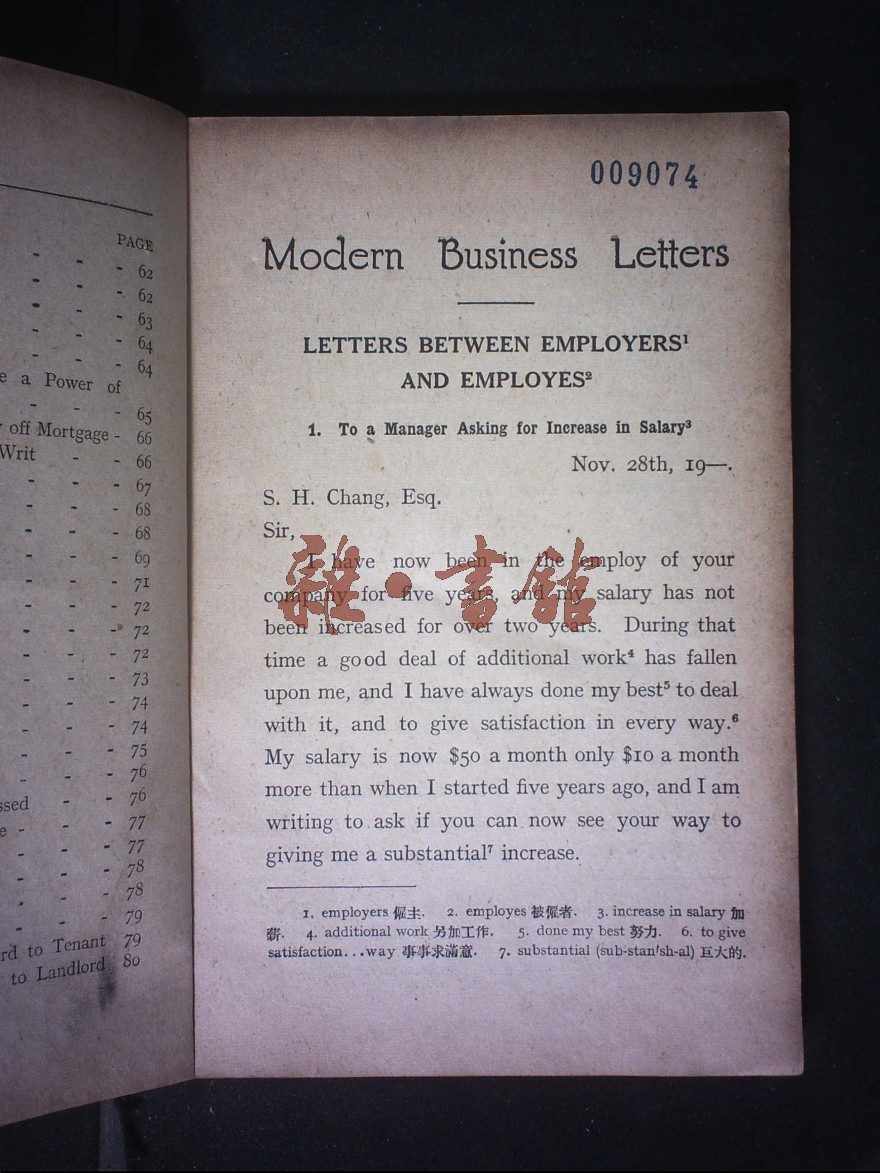 PAGE
- - - 62
- - - 62
- - - 63
- - - 64
- - - 64
e a Power of
- - - 65
off Mortgage - 66
Writ - - 66
- - - 67
- - - 68
- - - 68
- - - 69
- - - 71
- - - 72
- - - 72
- - - 72
- - - 73
- - - 74
- - - 74
- - - 75
- - - 76
ssed - - 76
e - - - 77
- - - 77
- - - 78
- - - 78
- - - 79
rd to Tenant 79
to Landlord 80
009074
Modern Business Letters
LETTERS BETWEEN EMPLOYERS¹
AND EMPLOYES²
1. To a Manager Asking for Increase in Salary³
Nov. 28th, 19—.
S. H. Chang, Esq.
Sir,
I have now been in the employ of your
company for five years, and my salary has not
been increased for over two years. During that
time a good deal of additional work⁴ has fallen
upon me, and I have always done my best⁵ to deal
with it, and to give satisfaction in every way.⁶
My salary is now $50 a month only $10 a month
more than when I started five years ago, and I am
writing to ask if you can now see your way to
giving me a substantial⁷ increase.
1. employers 僱主. 2. employes 被僱者. 3. increase in salary 加
薪. 4. additional work 另加工作. 5. done my best 努力. 6. to give
satisfaction...way 事事求滿意. 7. substantial (sub-stan'sh-al) 巨大的.
雜·書館